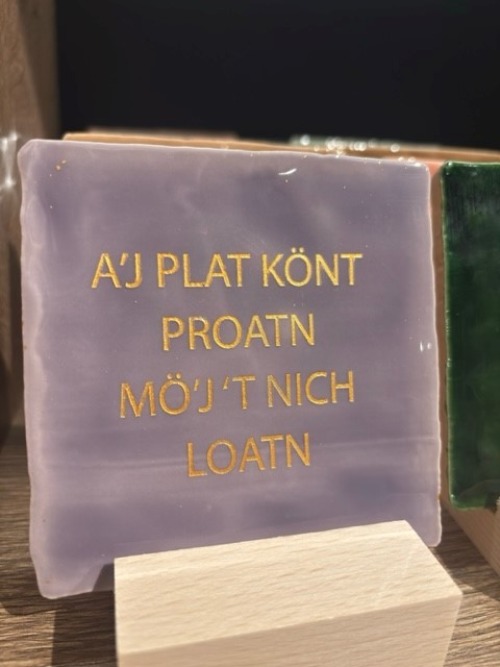 A'J PLAT KÖNT
PROATN
MÖ'J 'T NICH
LOATN